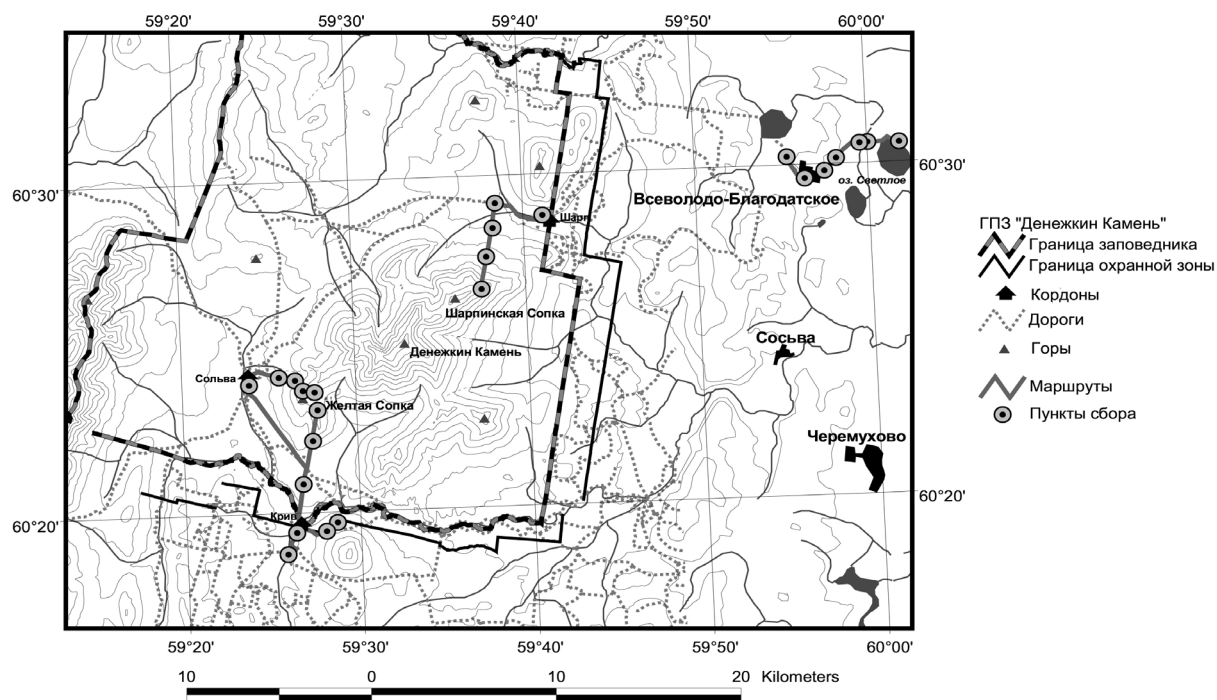 59°20' 59°30' 59°40' 59°50' 60°00'
60°30' 60°30'
оз. Светлое
Всеволодо-Благодатское
Шарп
Шарпинская Сопка
Денежкин Камень
Сосьва
Сольва
Желтая Сопка
Черемухово
60°20' 60°20'
Крив
59°20' 59°30' 59°40' 59°50' 60°00'
10 0 10 20 Kilometers
ГПЗ "Денежкин Камень"
Граница заповедника
Граница охранной зоны
Кордоны
Дороги
Горы
Маршруты
Пункты сбора